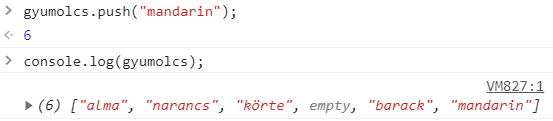 > gyumolcs.push("mandarin");
6
> console.log(gyumolcs);
VM827:1
(6) ["alma", "narancs", "körte", empty, "barack", "mandarin"]